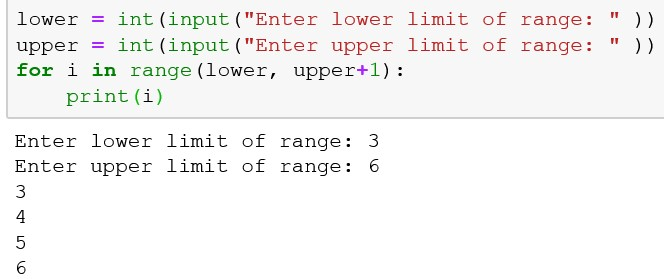 lower = int(input("Enter lower limit of range: " ))
upper = int(input("Enter upper limit of range: " ))
for i in range(lower, upper+1):
    print(i)
Enter lower limit of range: 3
Enter upper limit of range: 6
3
4
5
6